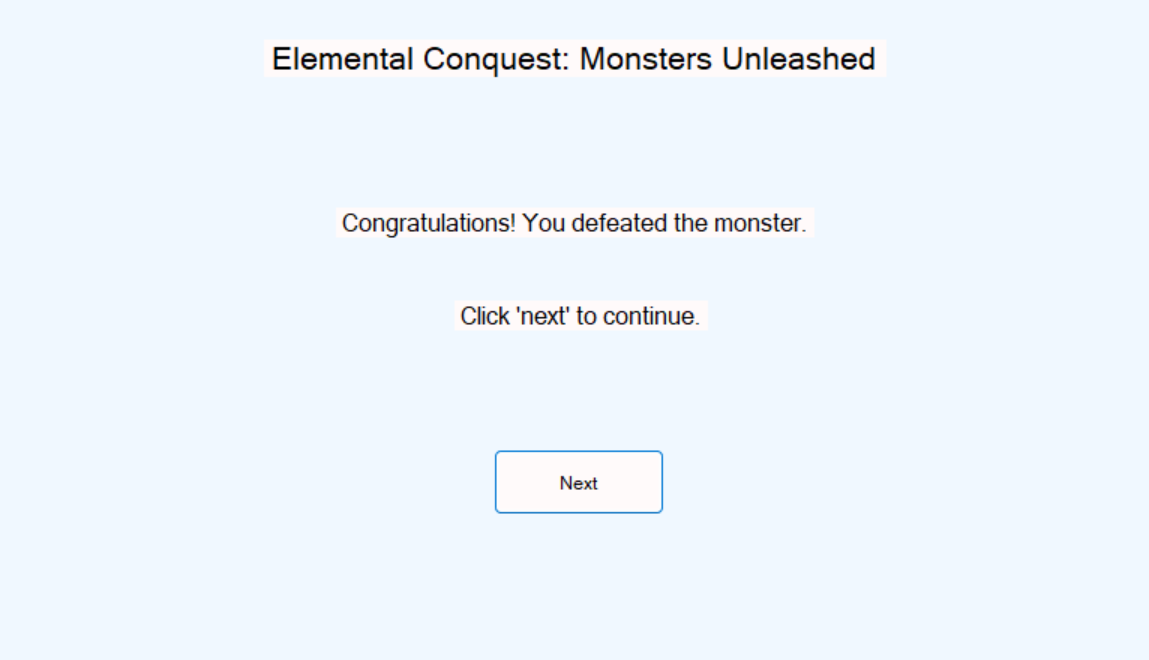 Elemental Conquest: Monsters Unleashed
Congratulations! You defeated the monster.
Click 'next' to continue.
Next